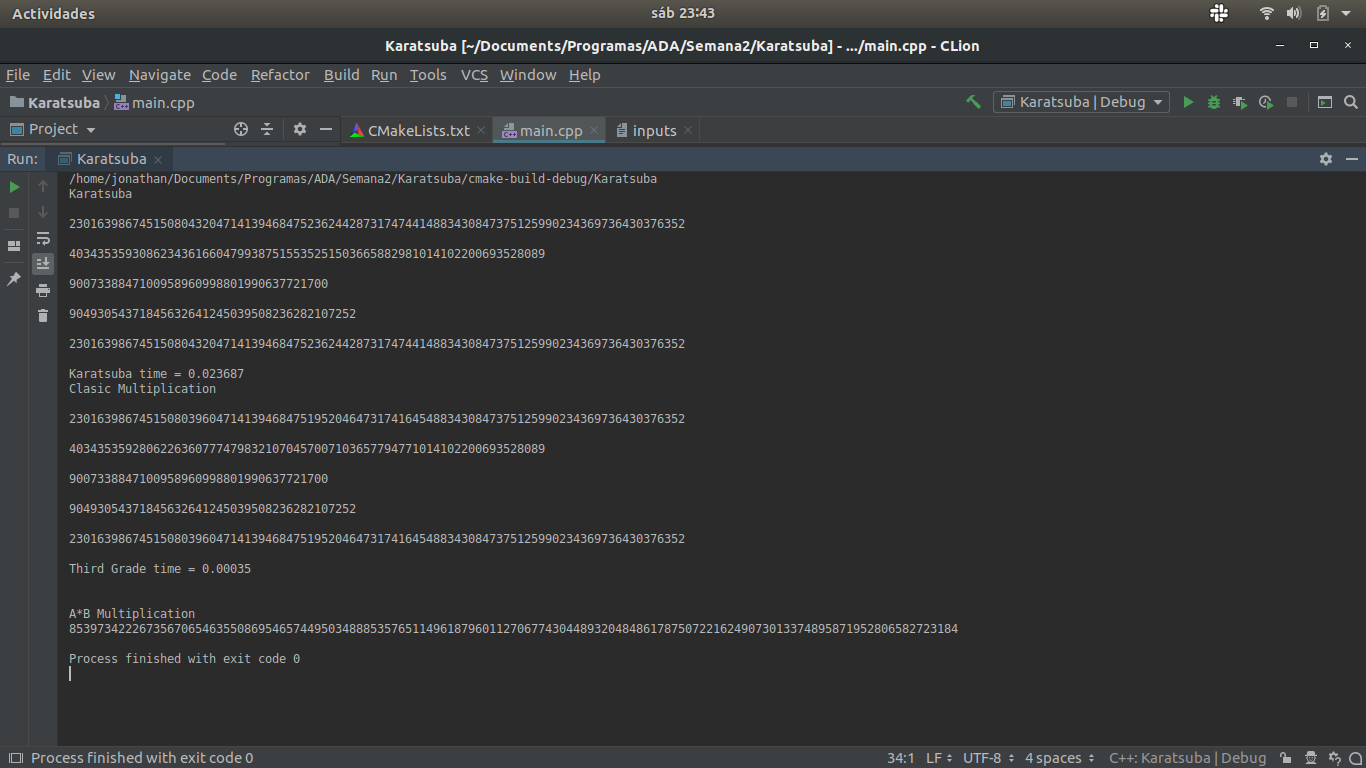 Actividades sáb 23:43
Karatsuba [~/Documents/Programas/ADA/Semana2/Karatsuba] - .../main.cpp - CLion
File Edit View Navigate Code Refactor Build Run Tools VCS Window Help
Karatsuba main.cpp Karatsuba | Debug
Project CMakeLists.txt main.cpp inputs
Run: Karatsuba
/home/jonathan/Documents/Programas/ADA/Semana2/Karatsuba/cmake-build-debug/Karatsuba
Karatsuba
2301639867451508043204714139468475236244287317474414883430847375125990234369736430376352
40343535930862343616604799387515535251503665882981014102200693528089
9007338847100958960998801990637721700
90493054371845632641245039508236282107252
2301639867451508043204714139468475236244287317474414883430847375125990234369736430376352
Karatsuba time = 0.023687
Clasic Multiplication
2301639867451508039604714139468475195204647317416454883430847375125990234369736430376352
40343535928062263607774798321070457007103657794771014102200693528089
9007338847100958960998801990637721700
90493054371845632641245039508236282107252
2301639867451508039604714139468475195204647317416454883430847375125990234369736430376352
Third Grade time = 0.00035
A*B Multiplication
8539734222673567065463550869546574495034888535765114961879601127067743044893204848617875072216249073013374895871952806582723184
Process finished with exit code 0
Process finished with exit code 0 34:1 LF UTF-8 4 spaces C++: Karatsuba | Debug